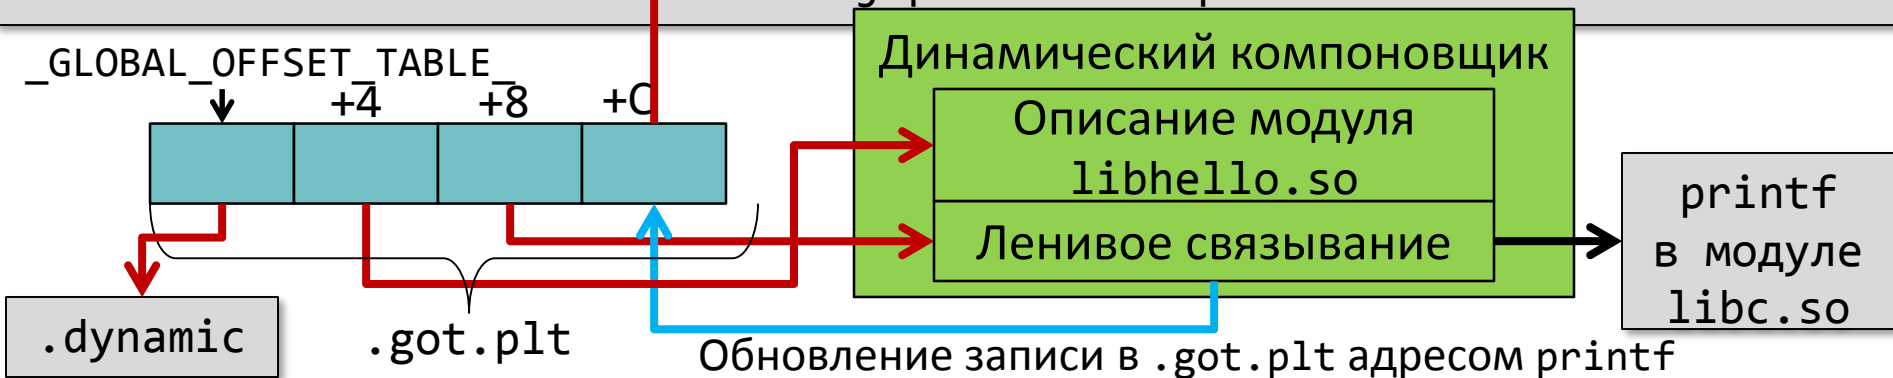 _GLOBAL_OFFSET_TABLE_
+4 +8 +C
Динамический компоновщик
Описание модуля
libhello.so
Ленивое связывание
printf
в модуле
libc.so
.dynamic
.got.plt
Обновление записи в .got.plt адресом printf